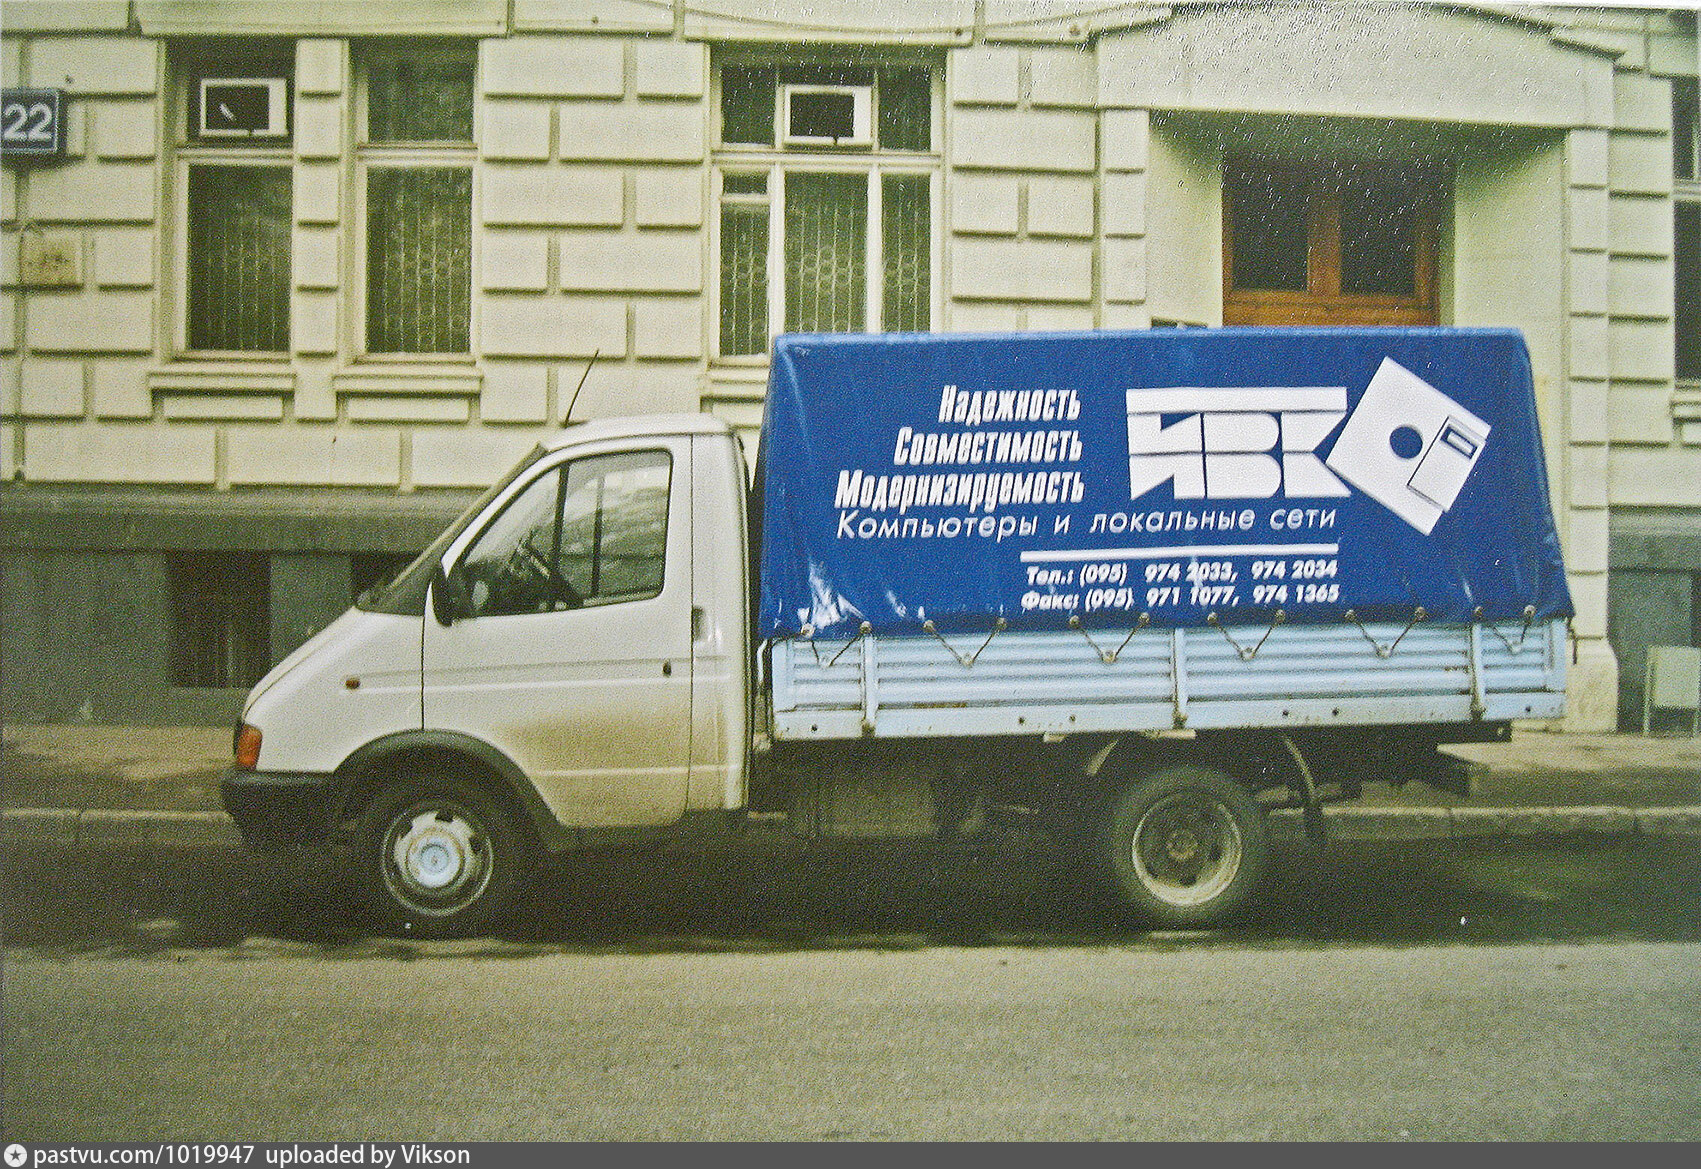 22
Надежность
Совместимость
Модернизируемость
ИВК
Компьютеры и локальные сети
Тел.: (095) 974 2033, 974 2034
Факс: (095) 971 1077, 974 1365
pastvu.com/1019947 uploaded by Vikson